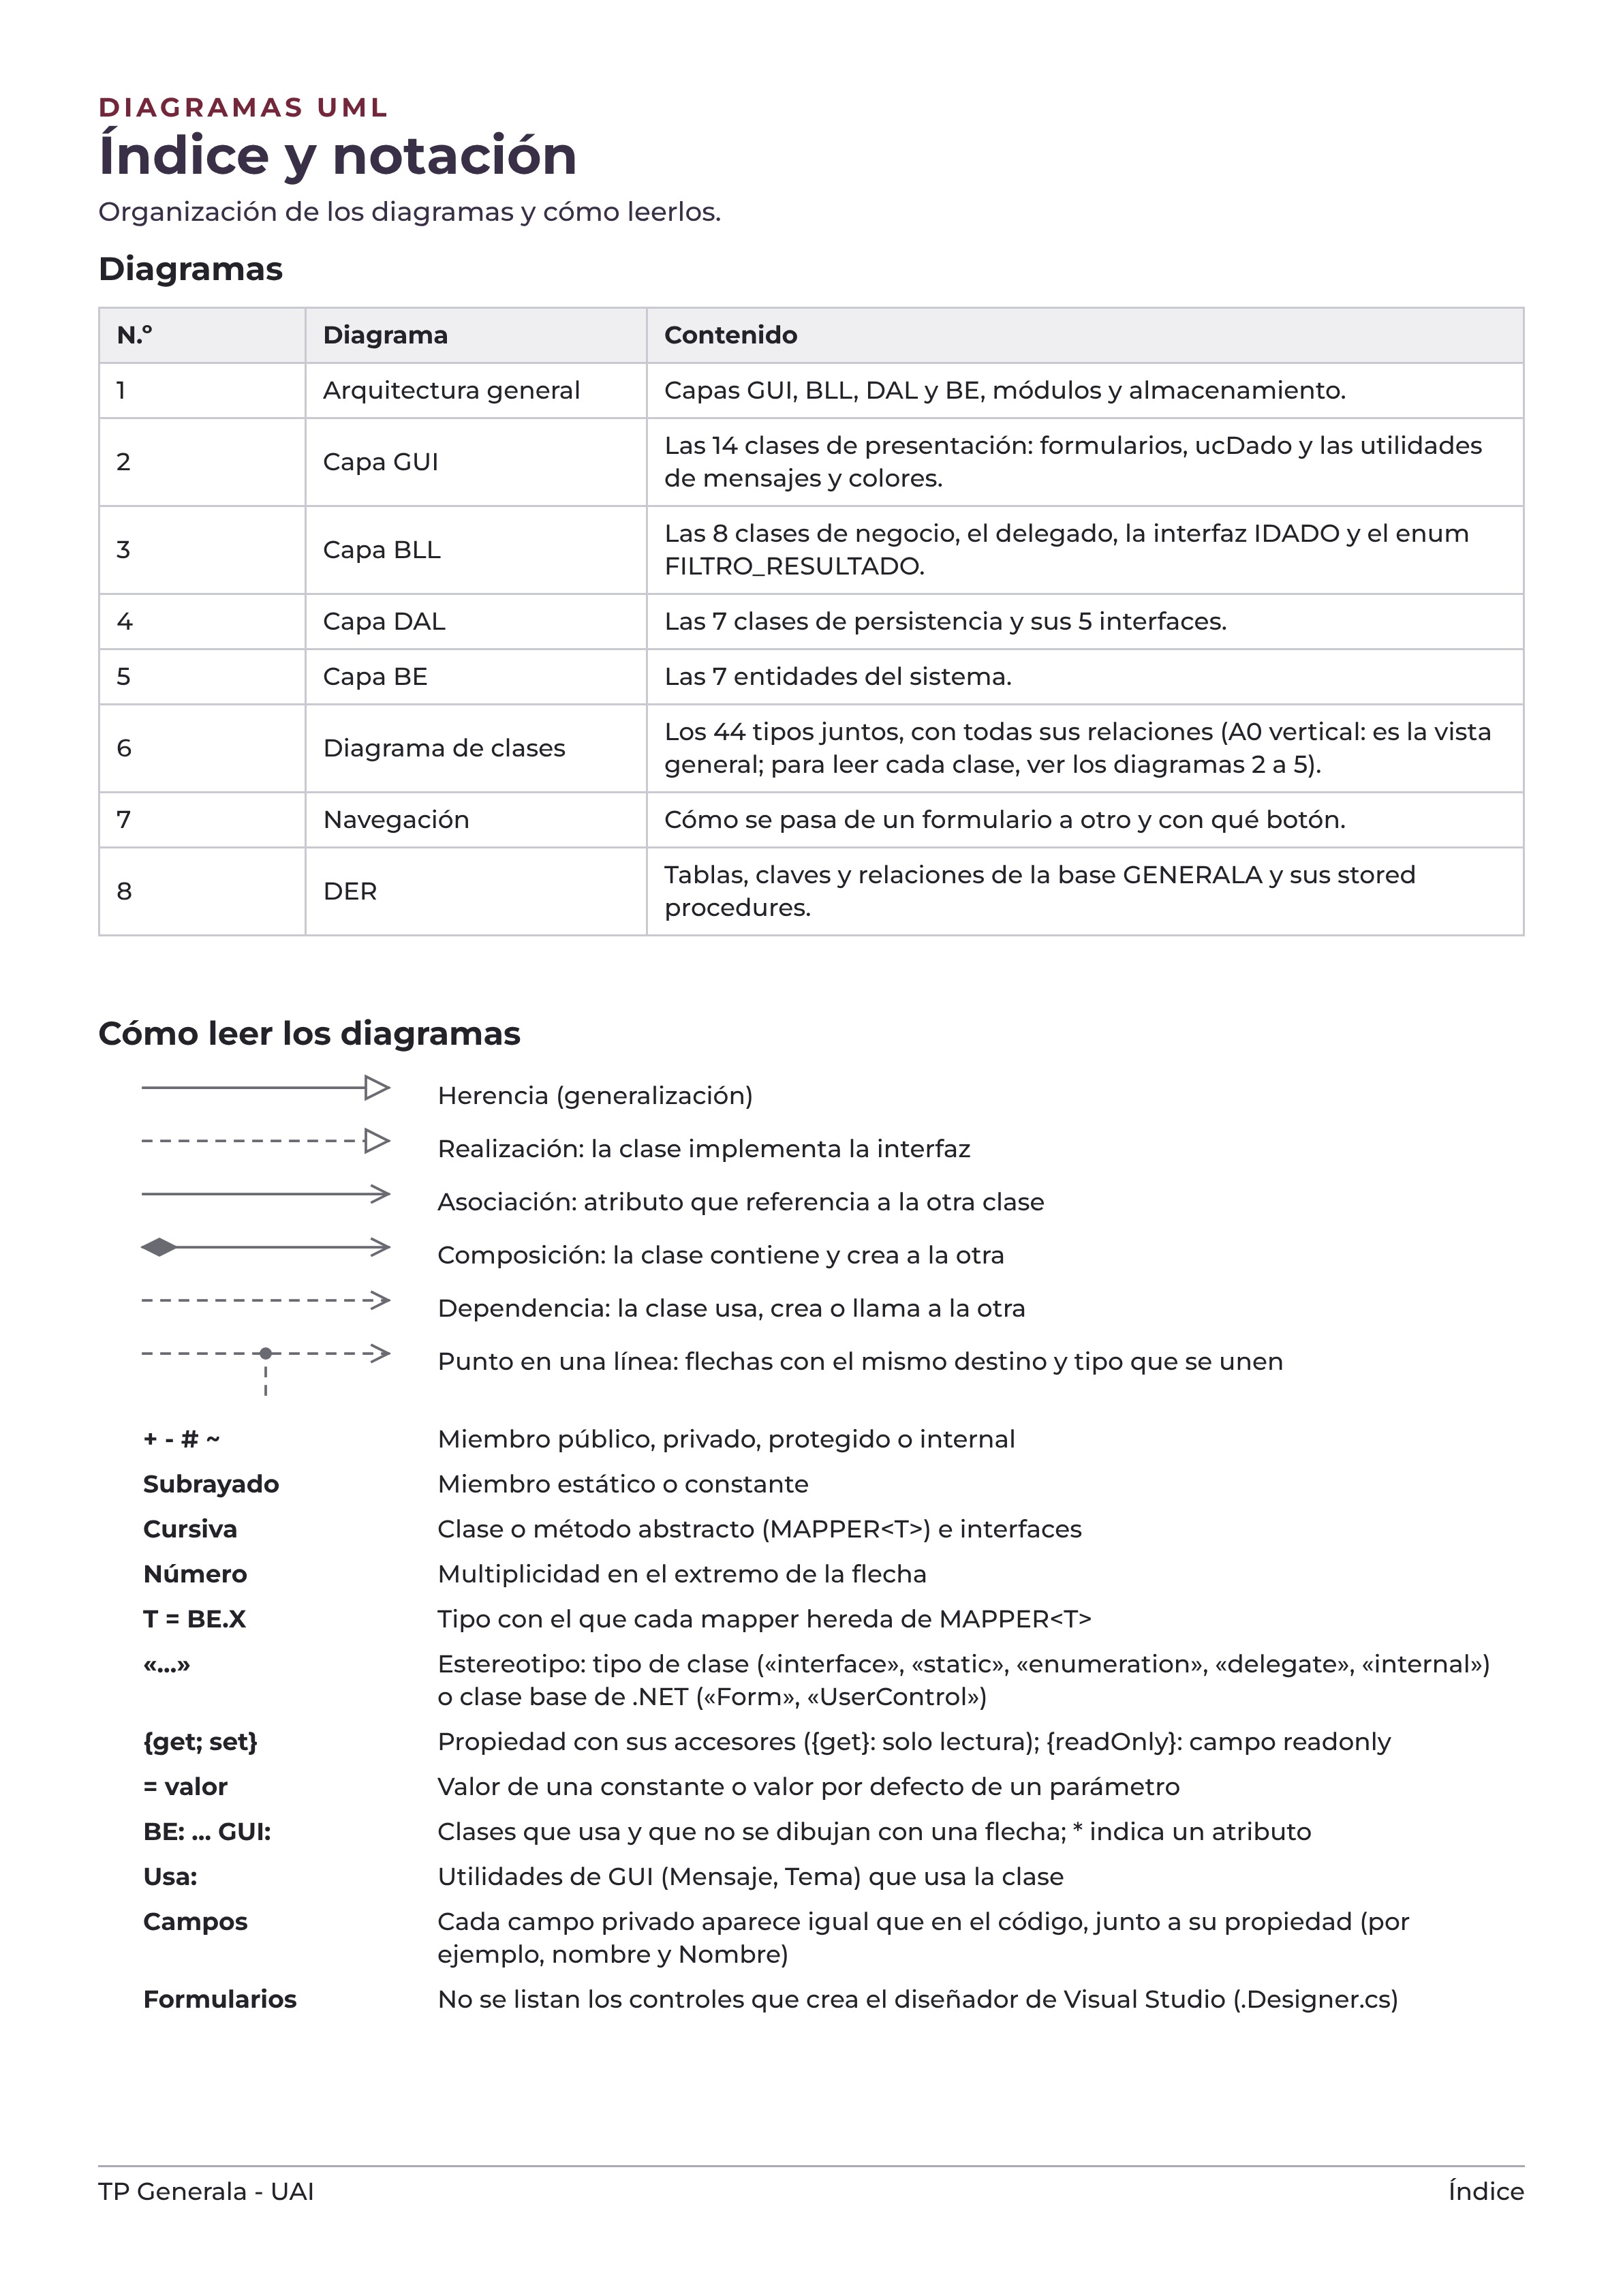 DIAGRAMAS UML
Índice y notación
Organización de los diagramas y cómo leerlos.
Diagramas
N.º Diagrama Contenido
1 Arquitectura general Capas GUI, BLL, DAL y BE, módulos y almacenamiento.
2 Capa GUI Las 14 clases de presentación: formularios, ucDado y las utilidades
de mensajes y colores.
3 Capa BLL Las 8 clases de negocio, el delegado, la interfaz IDADO y el enum
FILTRO_RESULTADO.
4 Capa DAL Las 7 clases de persistencia y sus 5 interfaces.
5 Capa BE Las 7 entidades del sistema.
6 Diagrama de clases Los 44 tipos juntos, con todas sus relaciones (A0 vertical: es la vista
general; para leer cada clase, ver los diagramas 2 a 5).
7 Navegación Cómo se pasa de un formulario a otro y con qué botón.
8 DER Tablas, claves y relaciones de la base GENERALA y sus stored
procedures.
Cómo leer los diagramas
Herencia (generalización)
Realización: la clase implementa la interfaz
Asociación: atributo que referencia a la otra clase
Composición: la clase contiene y crea a la otra
Dependencia: la clase usa, crea o llama a la otra
Punto en una línea: flechas con el mismo destino y tipo que se unen
+ - # ~ Miembro público, privado, protegido o internal
Subrayado Miembro estático o constante
Cursiva Clase o método abstracto (MAPPER<T>) e interfaces
Número Multiplicidad en el extremo de la flecha
T = BE.X Tipo con el que cada mapper hereda de MAPPER<T>
«...» Estereotipo: tipo de clase («interface», «static», «enumeration», «delegate», «internal»)
o clase base de .NET («Form», «UserControl»)
{get; set} Propiedad con sus accesores ({get}: solo lectura); {readOnly}: campo readonly
= valor Valor de una constante o valor por defecto de un parámetro
BE: ... GUI: Clases que usa y que no se dibujan con una flecha; * indica un atributo
Usa: Utilidades de GUI (Mensaje, Tema) que usa la clase
Campos Cada campo privado aparece igual que en el código, junto a su propiedad (por
ejemplo, nombre y Nombre)
Formularios No se listan los controles que crea el diseñador de Visual Studio (.Designer.cs)
TP Generala - UAI Índice